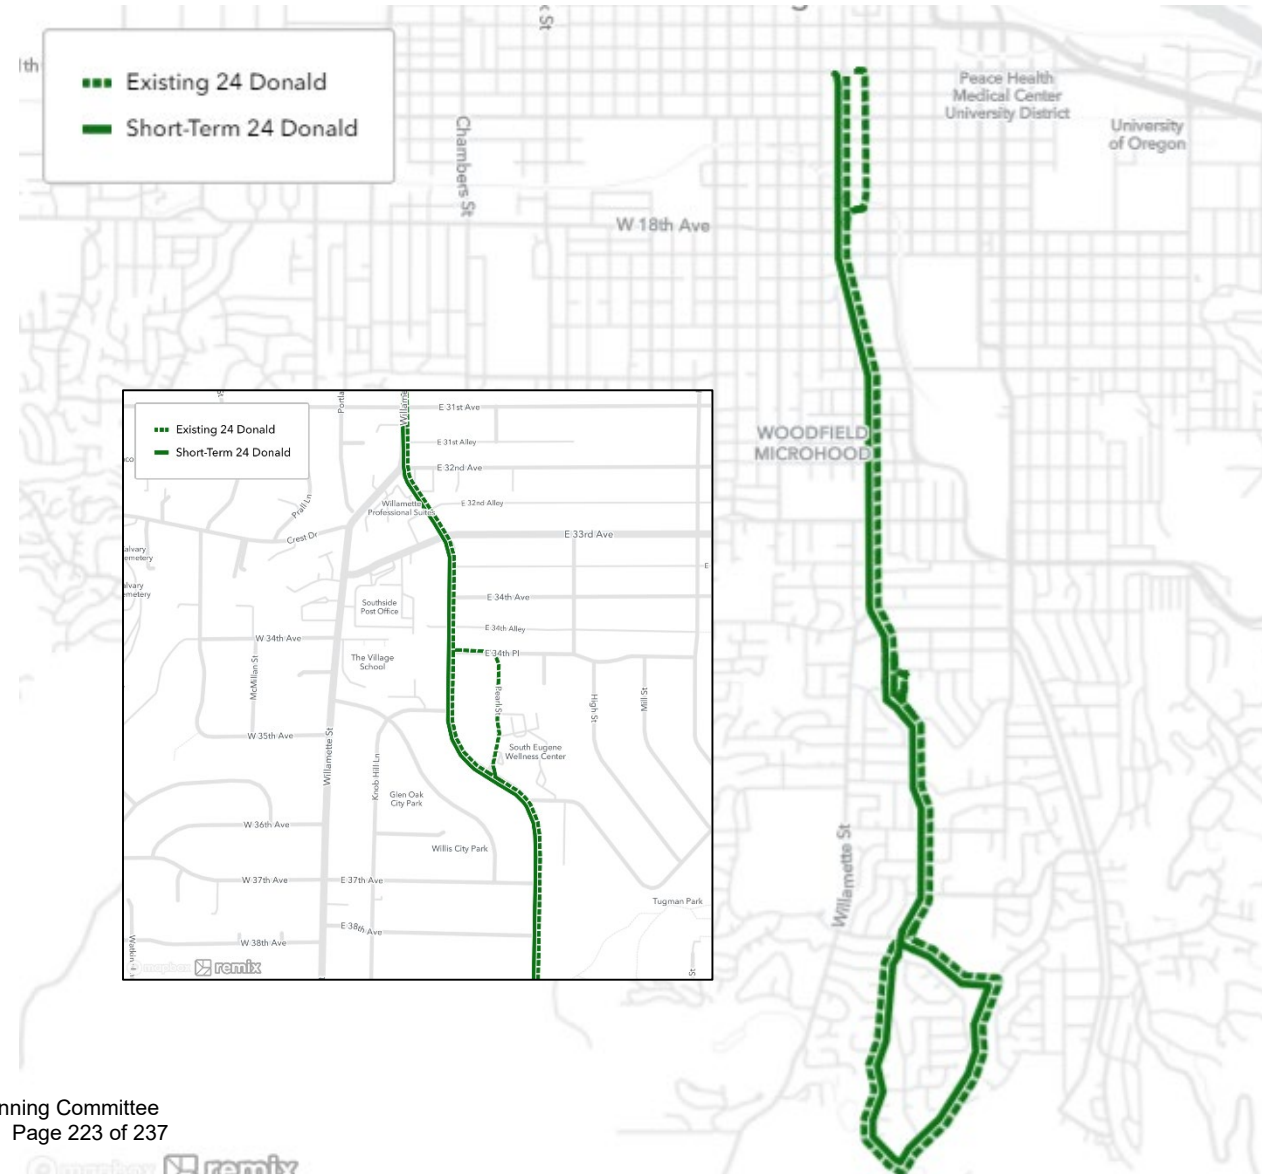 Existing 24 Donald
Short-Term 24 Donald
Peace Health
Medical Center
University District
University
of Oregon
Chambers St
W 18th Ave
WOODFIELD
MICROHOOD
Willamette St
Existing 24 Donald
Short-Term 24 Donald
E 31st Ave
E 31st Alley
E 32nd Ave
E 32nd Alley
Willamette
Professional Suites
Prall Ln
Crest Dr
E 33rd Ave
Southside
Post Office
E 34th Ave
E 34th Alley
W 34th Ave
E 34th Pl
The Village
School
McMillan St
Pearl St
High St
Mill St
W 35th Ave
Willamette St
Knob Hill Ln
South Eugene
Wellness Center
Glen Oak
City Park
W 36th Ave
Willis City Park
W 37th Ave
E 37th Ave
Tugman Park
E 38th Ave
W 38th Ave
St
mapbox
remix
nning Committee
Page 223 of 237
mapbox
remix